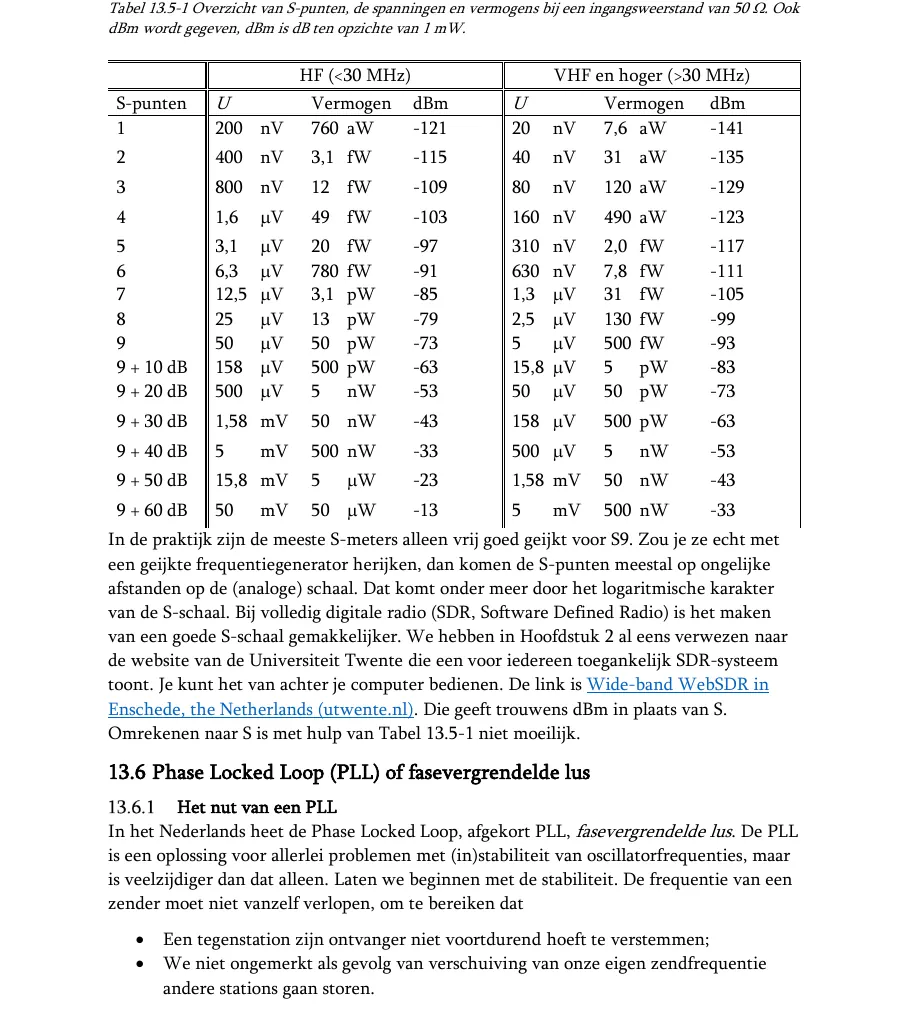 Tabel 13.5-1 Overzicht van S-punten, de spanningen en vermogens bij een ingangsweerstand van 50 Ω. Ook
dBm wordt gegeven, dBm is dB ten opzichte van 1 mW.
HF (<30 MHz) VHF en hoger (>30 MHz)
S-punten U Vermogen dBm U Vermogen dBm
1 200 nV 760 aW -121 20 nV 7,6 aW -141
2 400 nV 3,1 fW -115 40 nV 31 aW -135
3 800 nV 12 fW -109 80 nV 120 aW -129
4 1,6 µV 49 fW -103 160 nV 490 aW -123
5 3,1 µV 20 fW -97 310 nV 2,0 fW -117
6 6,3 µV 780 fW -91 630 nV 7,8 fW -111
7 12,5 µV 3,1 pW -85 1,3 µV 31 fW -105
8 25 µV 13 pW -79 2,5 µV 130 fW -99
9 50 µV 50 pW -73 5 µV 500 fW -93
9 + 10 dB 158 µV 500 pW -63 15,8 µV 5 pW -83
9 + 20 dB 500 µV 5 nW -53 50 µV 50 pW -73
9 + 30 dB 1,58 mV 50 nW -43 158 µV 500 pW -63
9 + 40 dB 5 mV 500 nW -33 500 µV 5 nW -53
9 + 50 dB 15,8 mV 5 µW -23 1,58 mV 50 nW -43
9 + 60 dB 50 mV 50 µW -13 5 mV 500 nW -33
In de praktijk zijn de meeste S-meters alleen vrij goed geijkt voor S9. Zou je ze echt met
een geijkte frequentiegenerator herijken, dan komen de S-punten meestal op ongelijke
afstanden op de (analoge) schaal. Dat komt onder meer door het logaritmische karakter
van de S-schaal. Bij volledig digitale radio (SDR, Software Defined Radio) is het maken
van een goede S-schaal gemakkelijker. We hebben in Hoofdstuk 2 al eens verwezen naar
de website van de Universiteit Twente die een voor iedereen toegankelijk SDR-systeem
toont. Je kunt het van achter je computer bedienen. De link is Wide-band WebSDR in
Enschede, the Netherlands (utwente.nl). Die geeft trouwens dBm in plaats van S.
Omrekenen naar S is met hulp van Tabel 13.5-1 niet moeilijk.
13.6 Phase Locked Loop (PLL) of fasevergrendelde lus
13.6.1 Het nut van een PLL
In het Nederlands heet de Phase Locked Loop, afgekort PLL, fasevergrendelde lus. De PLL
is een oplossing voor allerlei problemen met (in)stabiliteit van oscillatorfrequenties, maar
is veelzijdiger dan dat alleen. Laten we beginnen met de stabiliteit. De frequentie van een
zender moet niet vanzelf verlopen, om te bereiken dat
• Een tegenstation zijn ontvanger niet voortdurend hoeft te verstemmen;
• We niet ongemerkt als gevolg van verschuiving van onze eigen zendfrequentie
andere stations gaan storen.